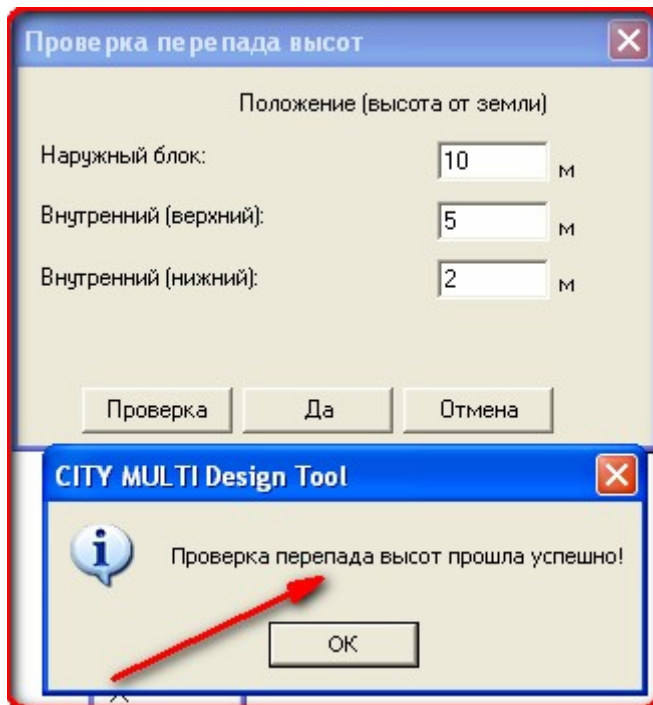 Проверка перепада высот
Положение (высота от земли)
Наружный блок: 10 м
Внутренний (верхний): 5 м
Внутренний (нижний): 2 м
Проверка Да Отмена
CITY MULTI Design Tool
Проверка перепада высот прошла успешно!
OK